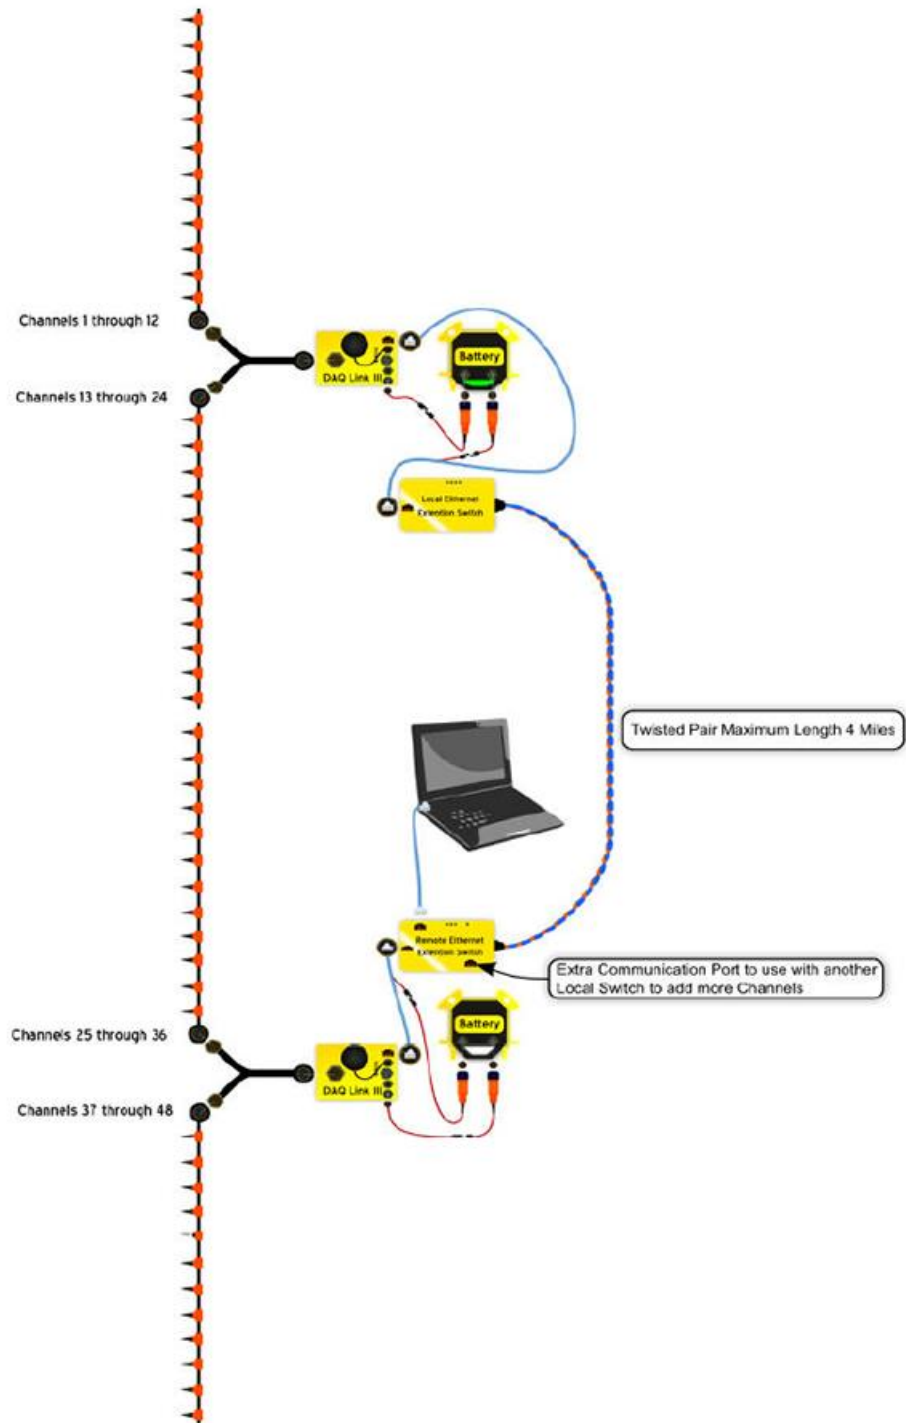 Channels 1 through 12
Battery
DAQ Link III
Channels 13 through 24
Local Ethernet
Extention Switch
Twisted Pair Maximum Length 4 Miles
Remote Ethernet
Extention Switch
Extra Communication Port to use with another
Local Switch to add more Channels
Battery
Channels 25 through 36
DAQ Link III
Channels 37 through 48